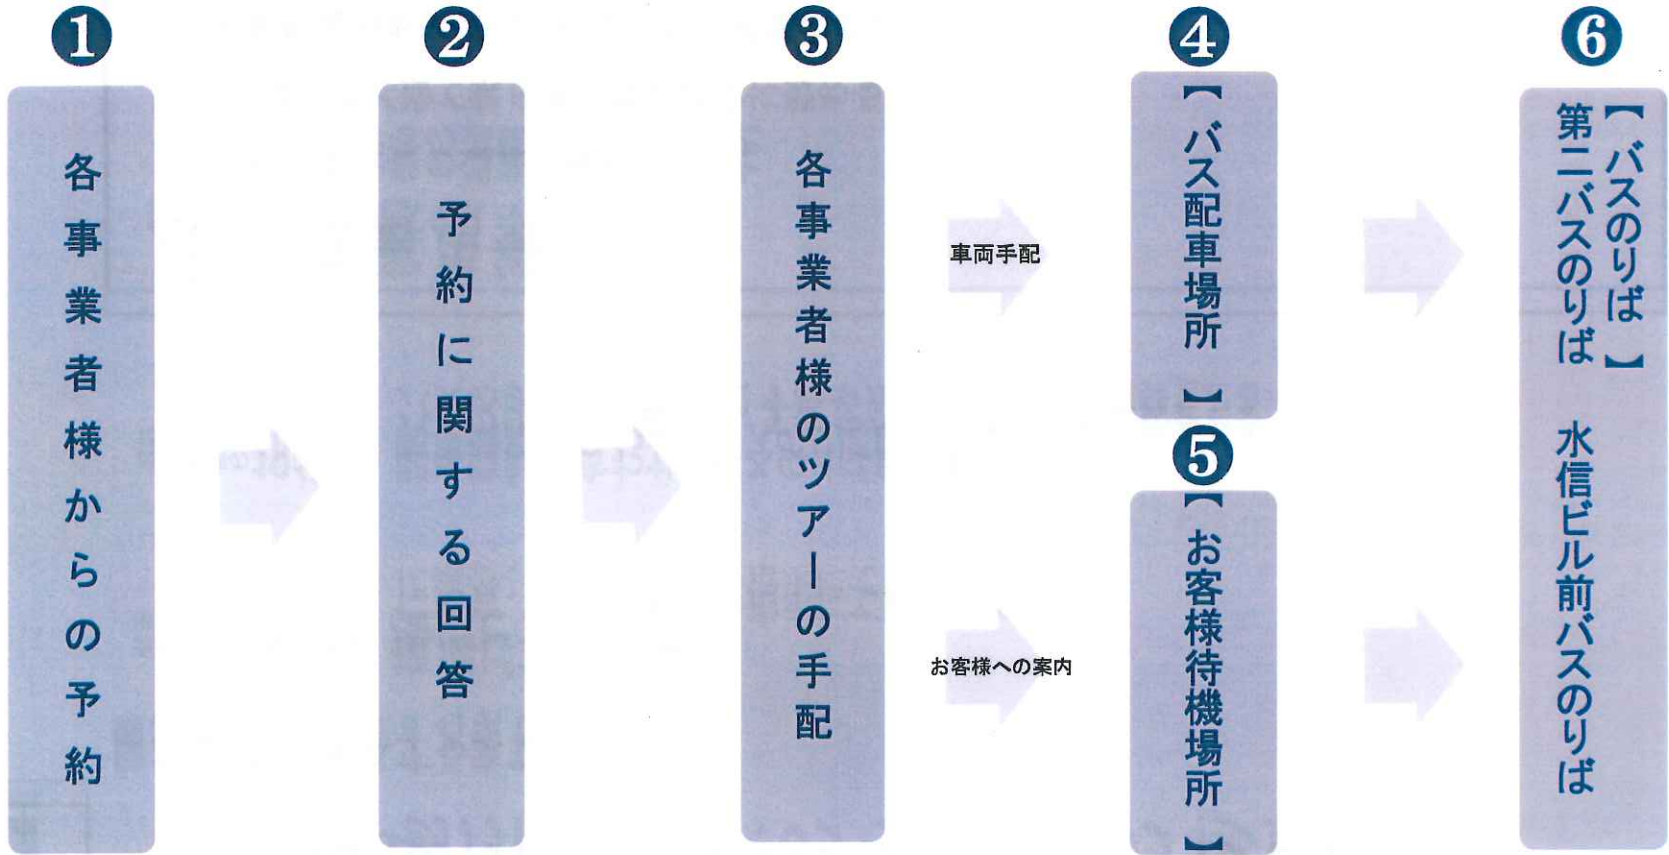 ❶
各事業者様からの予約
❷
予約に関する回答
❸
各事業者様のツアーの手配
車両手配
お客様への案内
❹
【 バス配車場所 】
❺
【 お客様待機場所 】
❻
【 バスのりば 】
第二バスのりば 水信ビル前バスのりば